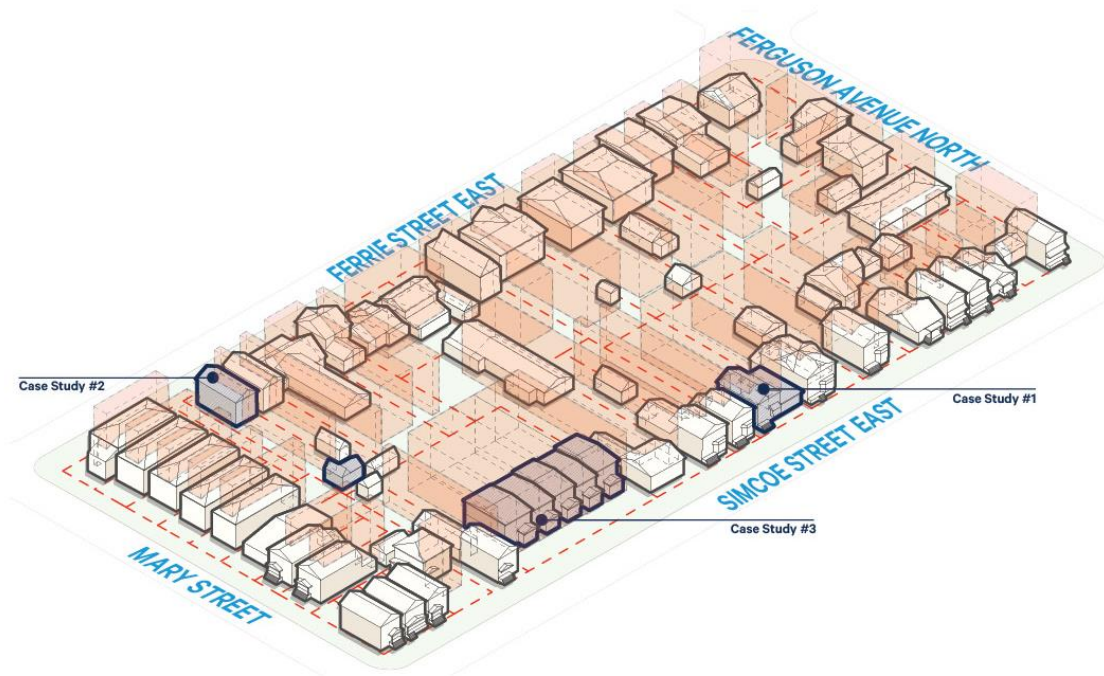 FERGUSON AVENUE NORTH
FERRIE STREET EAST
Case Study #2
Case Study #1
SIMCOE STREET EAST
Case Study #3
MARY STREET